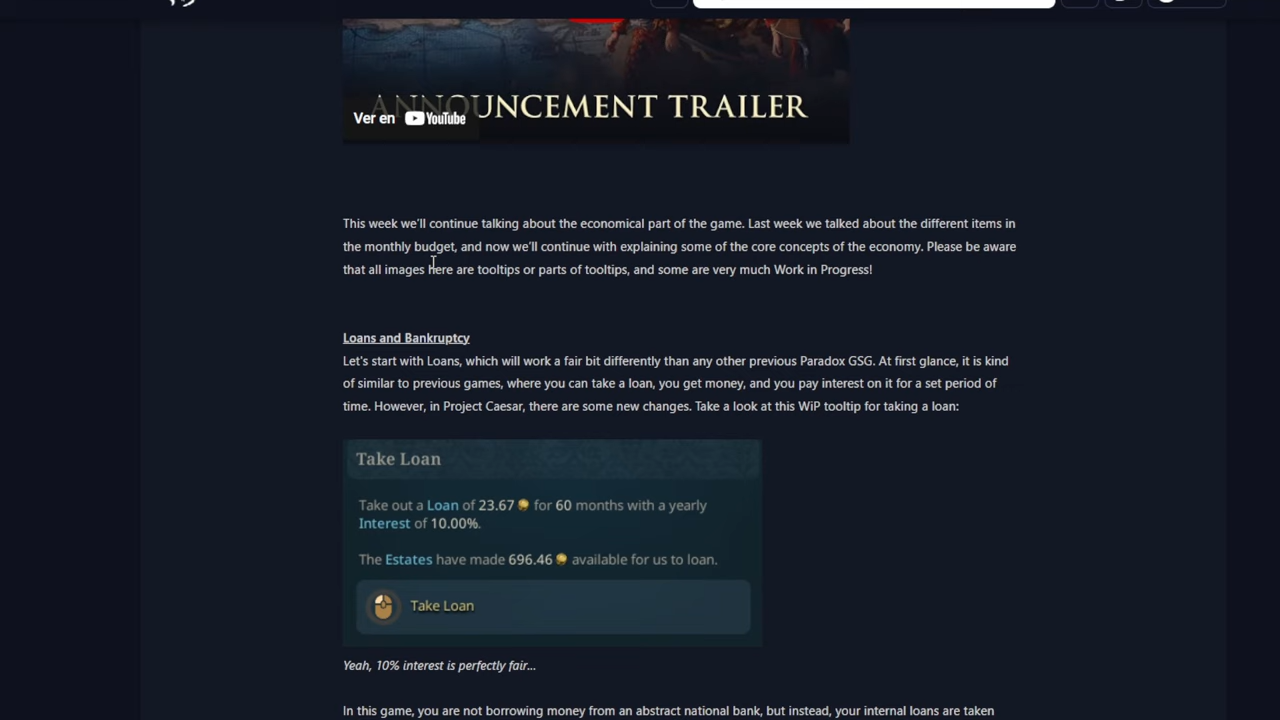 ANNOUNCEMENT TRAILER
Ver en YouTube
This week we'll continue talking about the economical part of the game. Last week we talked about the different items in
the monthly budget, and now we'll continue with explaining some of the core concepts of the economy. Please be aware
that all images here are tooltips or parts of tooltips, and some are very much Work in Progress!
Loans and Bankruptcy
Let's start with Loans, which will work a fair bit differently than any other previous Paradox GSG. At first glance, it is kind
of similar to previous games, where you can take a loan, you get money, and you pay interest on it for a set period of
time. However, in Project Caesar, there are some new changes. Take a look at this WiP tooltip for taking a loan:
Take Loan
Take out a Loan of 23.67 for 60 months with a yearly
Interest of 10.00%.
The Estates have made 696.46 available for us to loan.
Take Loan
Yeah, 10% interest is perfectly fair...
In this game, you are not borrowing money from an abstract national bank, but instead, your internal loans are taken